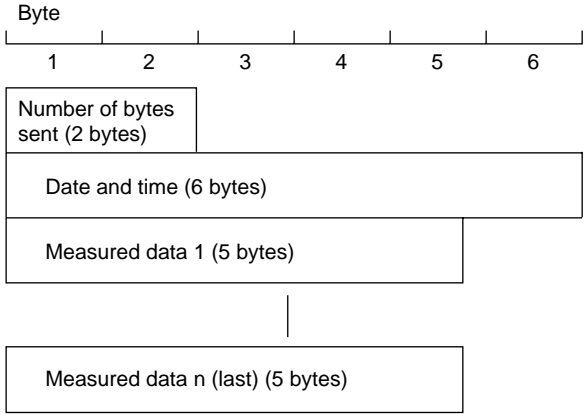 Byte
1 2 3 4 5 6
Number of bytes
sent (2 bytes)
Date and time (6 bytes)
Measured data 1 (5 bytes)
Measured data n (last) (5 bytes)